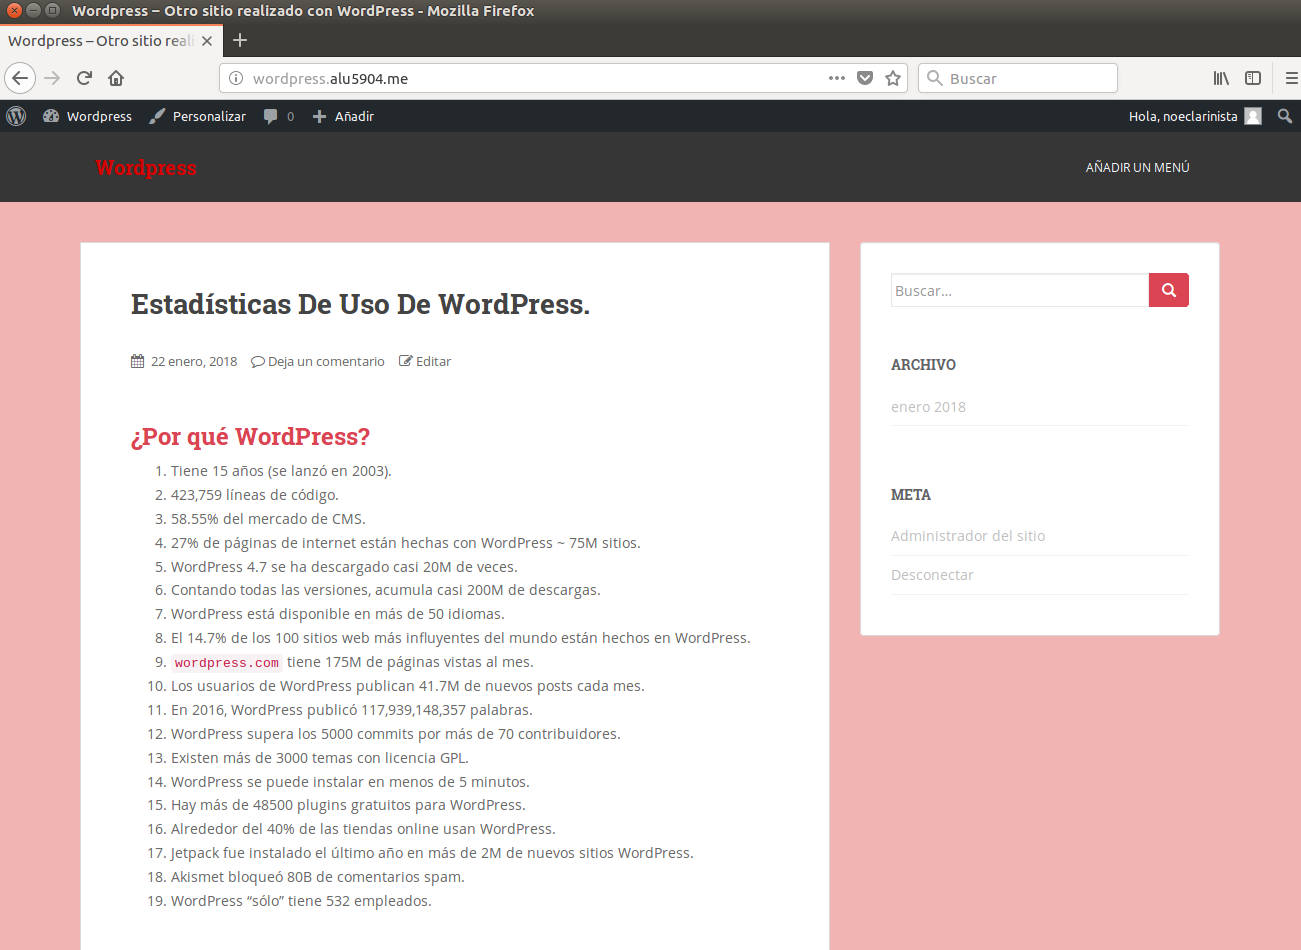 Wordpress – Otro sitio realizado con WordPress - Mozilla Firefox
Wordpress – Otro sitio reali
wordpress.alu5904.me
Buscar
Wordpress
Personalizar
0
Añadir
Hola, noeclarinista
Wordpress
AÑADIR UN MENÚ
Estadísticas De Uso De WordPress.
22 enero, 2018 Deja un comentario Editar
¿Por qué WordPress?
1. Tiene 15 años (se lanzó en 2003).
2. 423,759 líneas de código.
3. 58.55% del mercado de CMS.
4. 27% de páginas de internet están hechas con WordPress ~ 75M sitios.
5. WordPress 4.7 se ha descargado casi 20M de veces.
6. Contando todas las versiones, acumula casi 200M de descargas.
7. WordPress está disponible en más de 50 idiomas.
8. El 14.7% de los 100 sitios web más influyentes del mundo están hechos en WordPress.
9. wordpress.com tiene 175M de páginas vistas al mes.
10. Los usuarios de WordPress publican 41.7M de nuevos posts cada mes.
11. En 2016, WordPress publicó 117,939,148,357 palabras.
12. WordPress supera los 5000 commits por más de 70 contribuidores.
13. Existen más de 3000 temas con licencia GPL.
14. WordPress se puede instalar en menos de 5 minutos.
15. Hay más de 48500 plugins gratuitos para WordPress.
16. Alrededor del 40% de las tiendas online usan WordPress.
17. Jetpack fue instalado el último año en más de 2M de nuevos sitios WordPress.
18. Akismet bloqueó 80B de comentarios spam.
19. WordPress “sólo” tiene 532 empleados.
Buscar...
ARCHIVO
enero 2018
META
Administrador del sitio
Desconectar